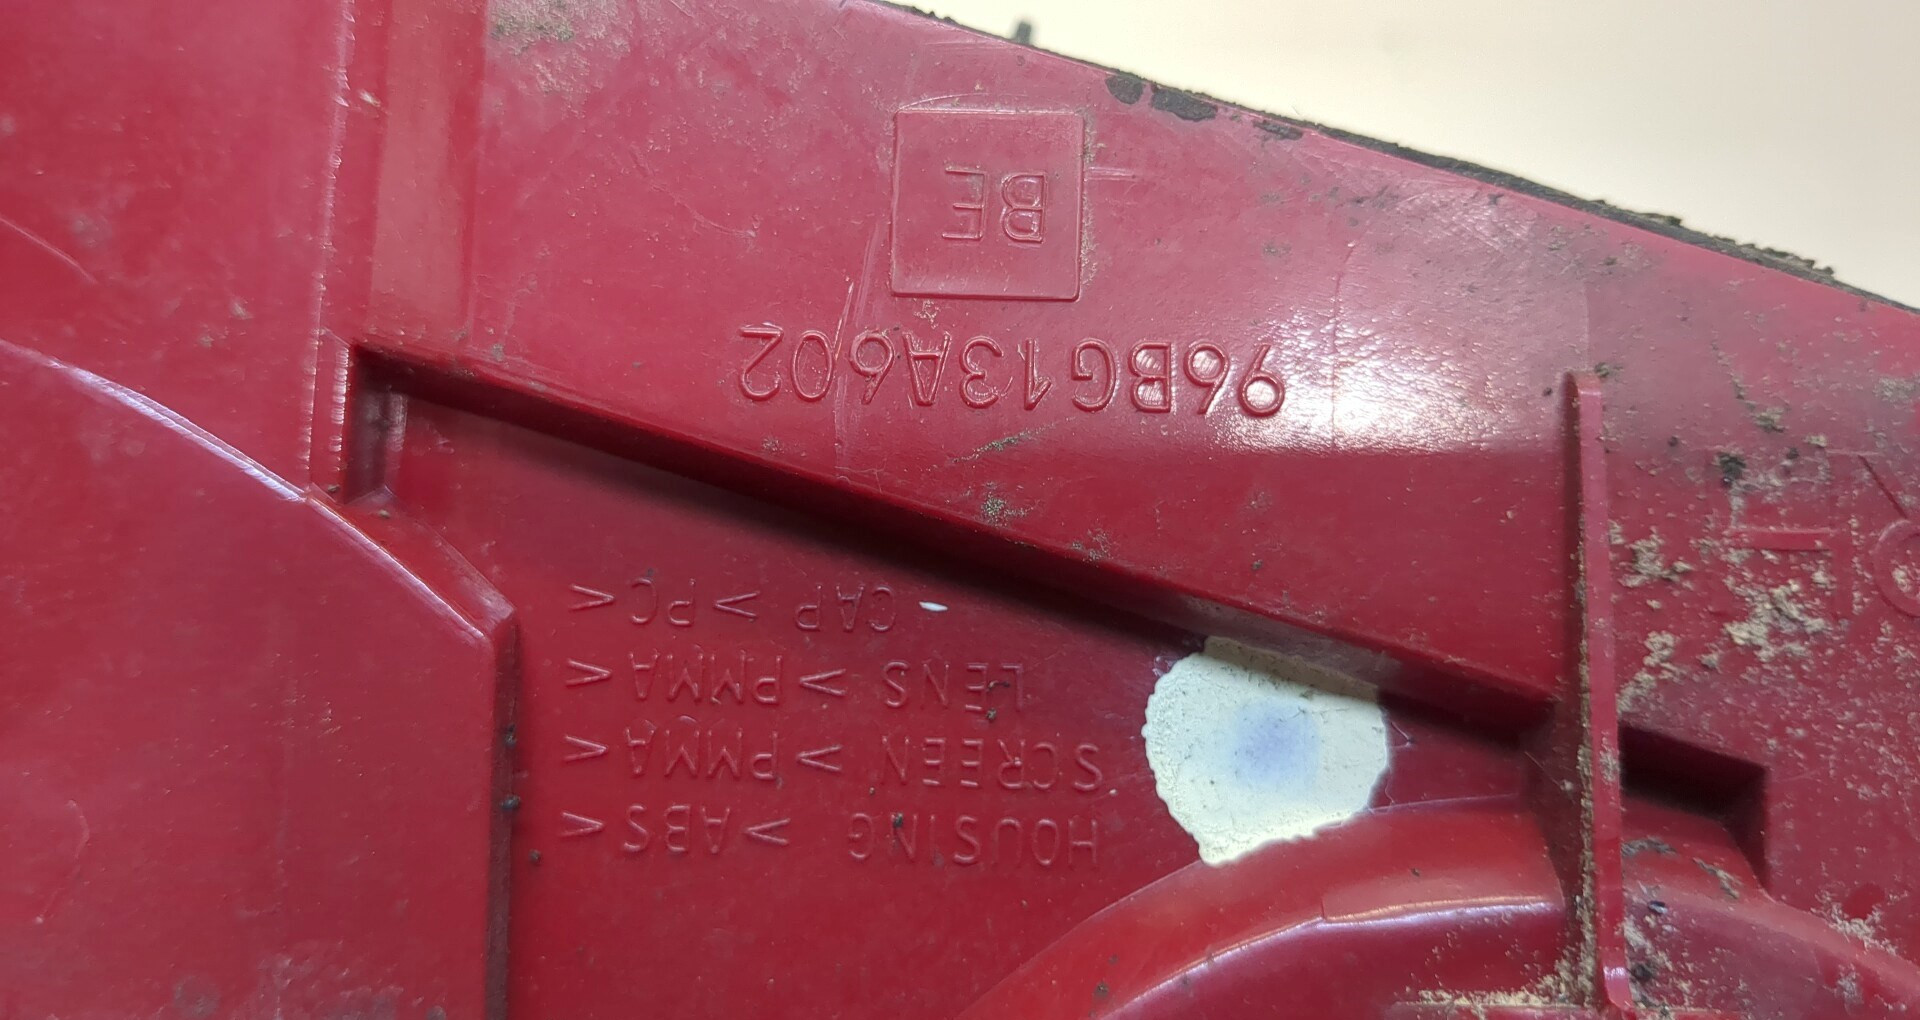 HOUSING >ABS<
SCREEN >PMMA<
LENS >PMMA<
CAP >PC<
96BG13A602
BE